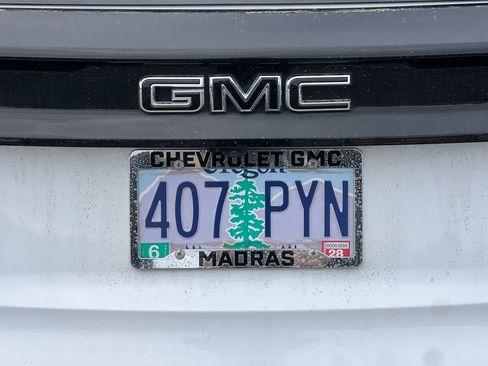 GMC
CHEVROLET GMC
Oregon
407 PYN
6
28
MADRAS